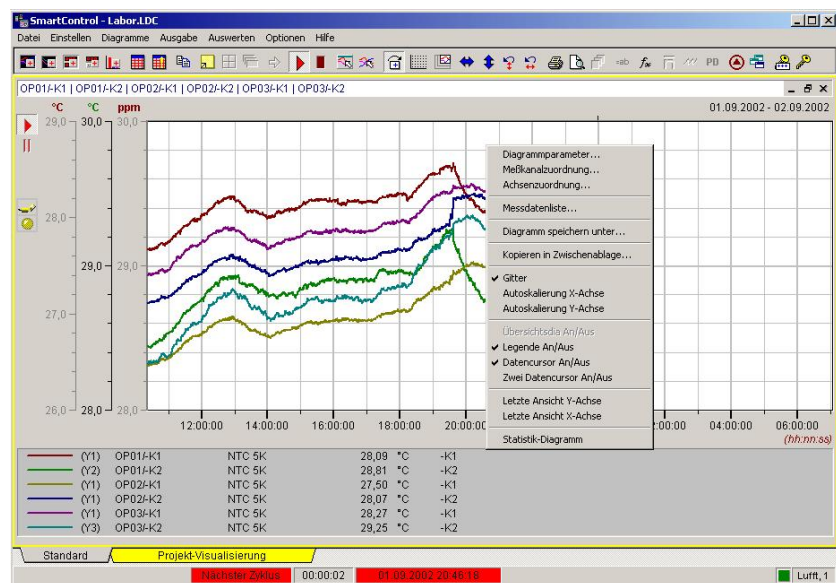 SmartControl - Labor.LDC
Datei Einstellen Diagramme Ausgabe Auswerten Optionen Hilfe
=ab fx PD
OP01/-K1 | OP01/-K2 | OP02/-K1 | OP02/-K2 | OP03/-K1 | OP03/-K2
°C °C ppm
01.09.2002 - 02.09.2002
29,0 30,0 30,0
28,0
29,0 29,0
27,0
26,0 28,0 28,0
Diagrammparameter...
Meßkanalzuordnung...
Achsenzuordnung...
Messdatenliste...
Diagramm speichern unter...
Kopieren in Zwischenablage...
Gitter
Autoskalierung X-Achse
Autoskalierung Y-Achse
Übersichtsdia An/Aus
Legende An/Aus
Datencursor An/Aus
Zwei Datencursor An/Aus
Letzte Ansicht Y-Achse
Letzte Ansicht X-Achse
Statistik-Diagramm
12:00:00 14:00:00 16:00:00 18:00:00 20:00:00 :00:00 04:00:00 06:00:00
(hh:nn:ss)
(Y1) OP01/-K1 NTC 5K 28,09 °C -K1
(Y2) OP01/-K2 NTC 5K 28,81 °C -K2
(Y1) OP02/-K1 NTC 5K 27,50 °C -K1
(Y1) OP02/-K2 NTC 5K 28,07 °C -K2
(Y1) OP03/-K1 NTC 5K 28,27 °C -K1
(Y3) OP03/-K2 NTC 5K 29,25 °C -K2
Standard Projekt-Visualisierung
Nächster Zyklus 00:00:02 01.09.2002 20:46:18 Lufft, 1